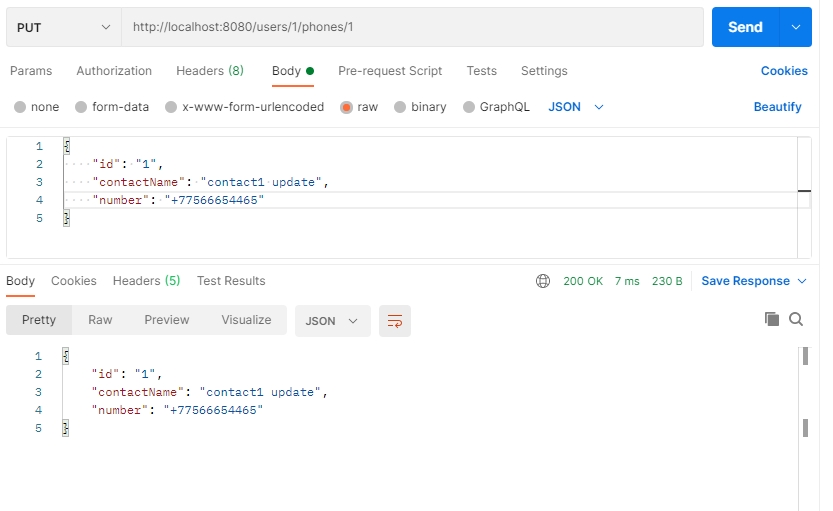 PUT http://localhost:8080/users/1/phones/1 Send
Params Authorization Headers (8) Body Pre-request Script Tests Settings Cookies
none form-data x-www-form-urlencoded raw binary GraphQL JSON Beautify
1 {
2 "id": "1",
3 "contactName": "contact1 update",
4 "number": "+77566654465"
5 }
Body Cookies Headers (5) Test Results 200 OK 7 ms 230 B Save Response
Pretty Raw Preview Visualize JSON
1 {
2 "id": "1",
3 "contactName": "contact1 update",
4 "number": "+77566654465"
5 }